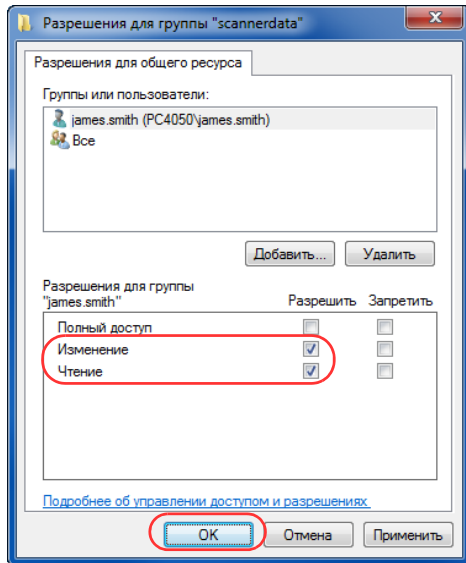 Разрешения для группы "scannerdata"
Разрешения для общего ресурса
Группы или пользователи:
james.smith (PC4050\james.smith)
Все
Добавить... Удалить
Разрешения для группы
"james.smith" Разрешить Запретить
Полный доступ
Изменение
Чтение
Подробнее об управлении доступом и разрешениях
ОК Отмена Применить